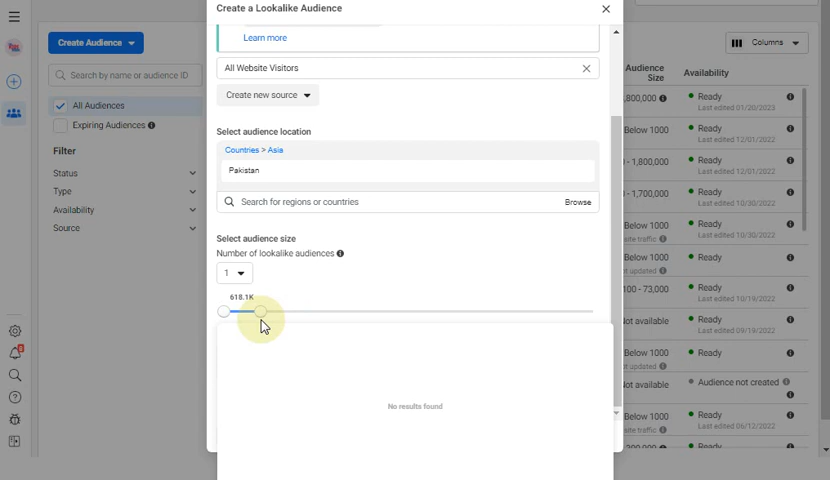 Create a Lookalike Audience
Learn more
Create Audience
Columns
Search by name or audience ID
All Website Visitors
Audience Size
Availability
Create new source
All Audiences
,800,000
Ready
Last edited 01/20/2023
Expiring Audiences
Select audience location
Below 1000
Ready
Last edited 12/01/2022
Filter
Countries > Asia
Status
Pakistan
0 - 1,800,000
Ready
Last edited 12/01/2022
Type
Search for regions or countries
Browse
0 - 1,700,000
Ready
Last edited 10/30/2022
Availability
Source
Below 1000
Ready
site traffic
Last edited 10/30/2022
Select audience size
Number of lookalike audiences
Below 1000
Ready
ot updated
1
618.1K
100 - 73,000
Ready
Last edited 10/19/2022
Not available
Ready
Last edited 09/19/2022
Below 1000
Ready
ot updated
Not available
Audience not created
No results found
Below 1000
Ready
site traffic
Last edited 06/12/2022
Ready